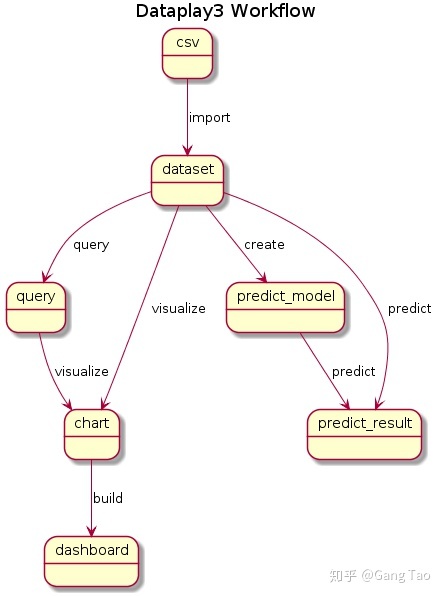 Dataplay3 Workflow
csv
import
dataset
query
create
query
predict_model
visualize
predict
visualize
predict
chart
predict_result
build
dashboard
知乎 @Gang Tao